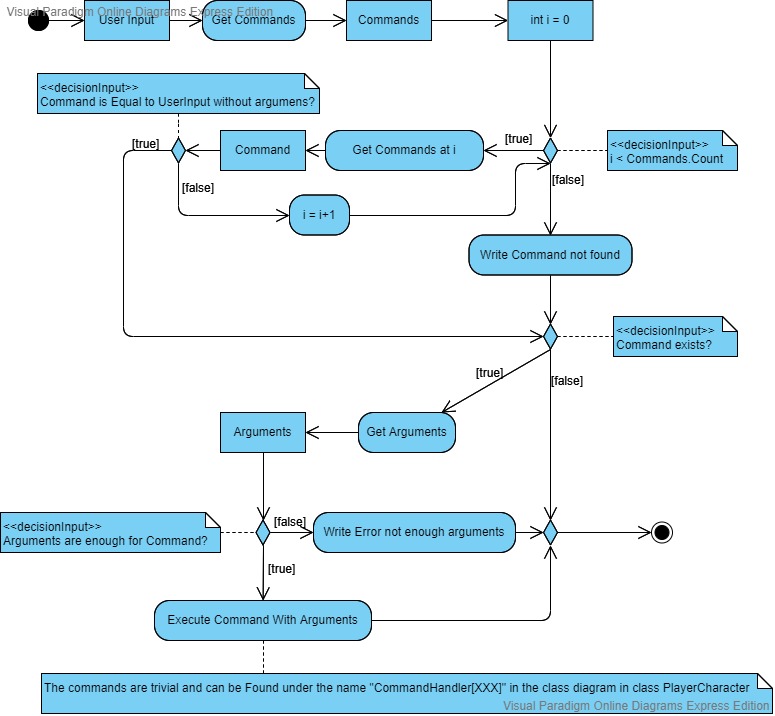 Visual Paradigm Online Diagrams Express Edition
User Input
Get Commands
Commands
int i = 0
<<decisionInput>>
Command is Equal to UserInput without argumens?
[true]
Command
Get Commands at i
[true]
<<decisionInput>>
i < Commands.Count
[false]
[false]
i = i+1
Write Command not found
<<decisionInput>>
Command exists?
[true]
[false]
Arguments
Get Arguments
<<decisionInput>>
Arguments are enough for Command?
[false]
Write Error not enough arguments
[true]
Execute Command With Arguments
The commands are trivial and can be Found under the name "CommandHandler[XXX]" in the class diagram in class PlayerCharacter
Visual Paradigm Online Diagrams Express Edition